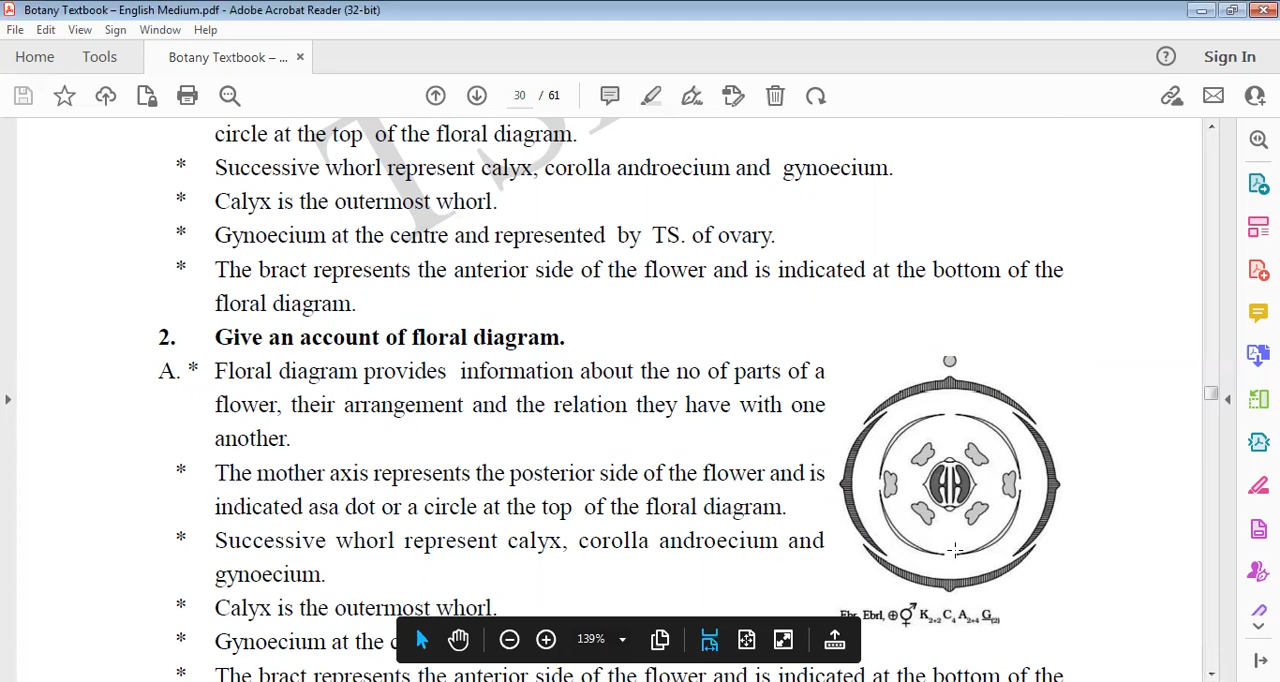 Botany Textbook – English Medium.pdf - Adobe Acrobat Reader (32-bit)
File Edit View Sign Window Help
Home Tools Botany Textbook – ... × Sign In
30 / 61
circle at the top of the floral diagram.
* Successive whorl represent calyx, corolla androecium and gynoecium.
* Calyx is the outermost whorl.
* Gynoecium at the centre and represented by TS. of ovary.
* The bract represents the anterior side of the flower and is indicated at the bottom of the
floral diagram.
2. Give an account of floral diagram.
A. * Floral diagram provides information about the no of parts of a
flower, their arrangement and the relation they have with one
another.
* The mother axis represents the posterior side of the flower and is
indicated asa dot or a circle at the top of the floral diagram.
* Successive whorl represent calyx, corolla androecium and
gynoecium.
* Calyx is the outermost whorl.
Ebr, Ebrl, ⊕ ⚥ K2+2 C4 A2+4 G(2)
* Gynoecium at the
139%
* The bract represents the anterior side of the flower and is indicated at the bottom of the